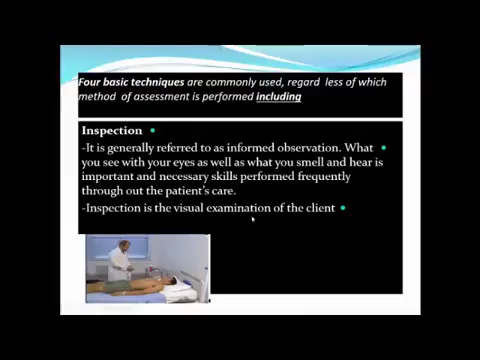 Four basic techniques are commonly used, regard less of which
method of assessment is performed including
Inspection •
-It is generally referred to as informed observation. What •
you see with your eyes as well as what you smell and hear is
important and necessary skills performed frequently
through out the patient's care.
-Inspection is the visual examination of the client •